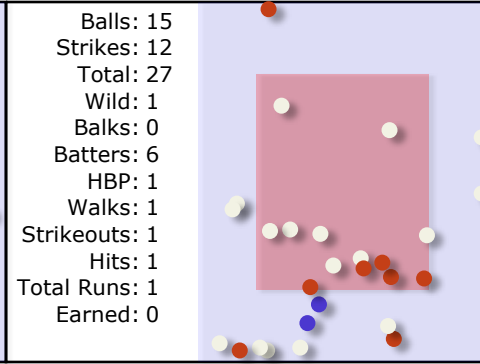 Balls: 15
Strikes: 12
Total: 27
Wild: 1
Balks: 0
Batters: 6
HBP: 1
Walks: 1
Strikeouts: 1
Hits: 1
Total Runs: 1
Earned: 0